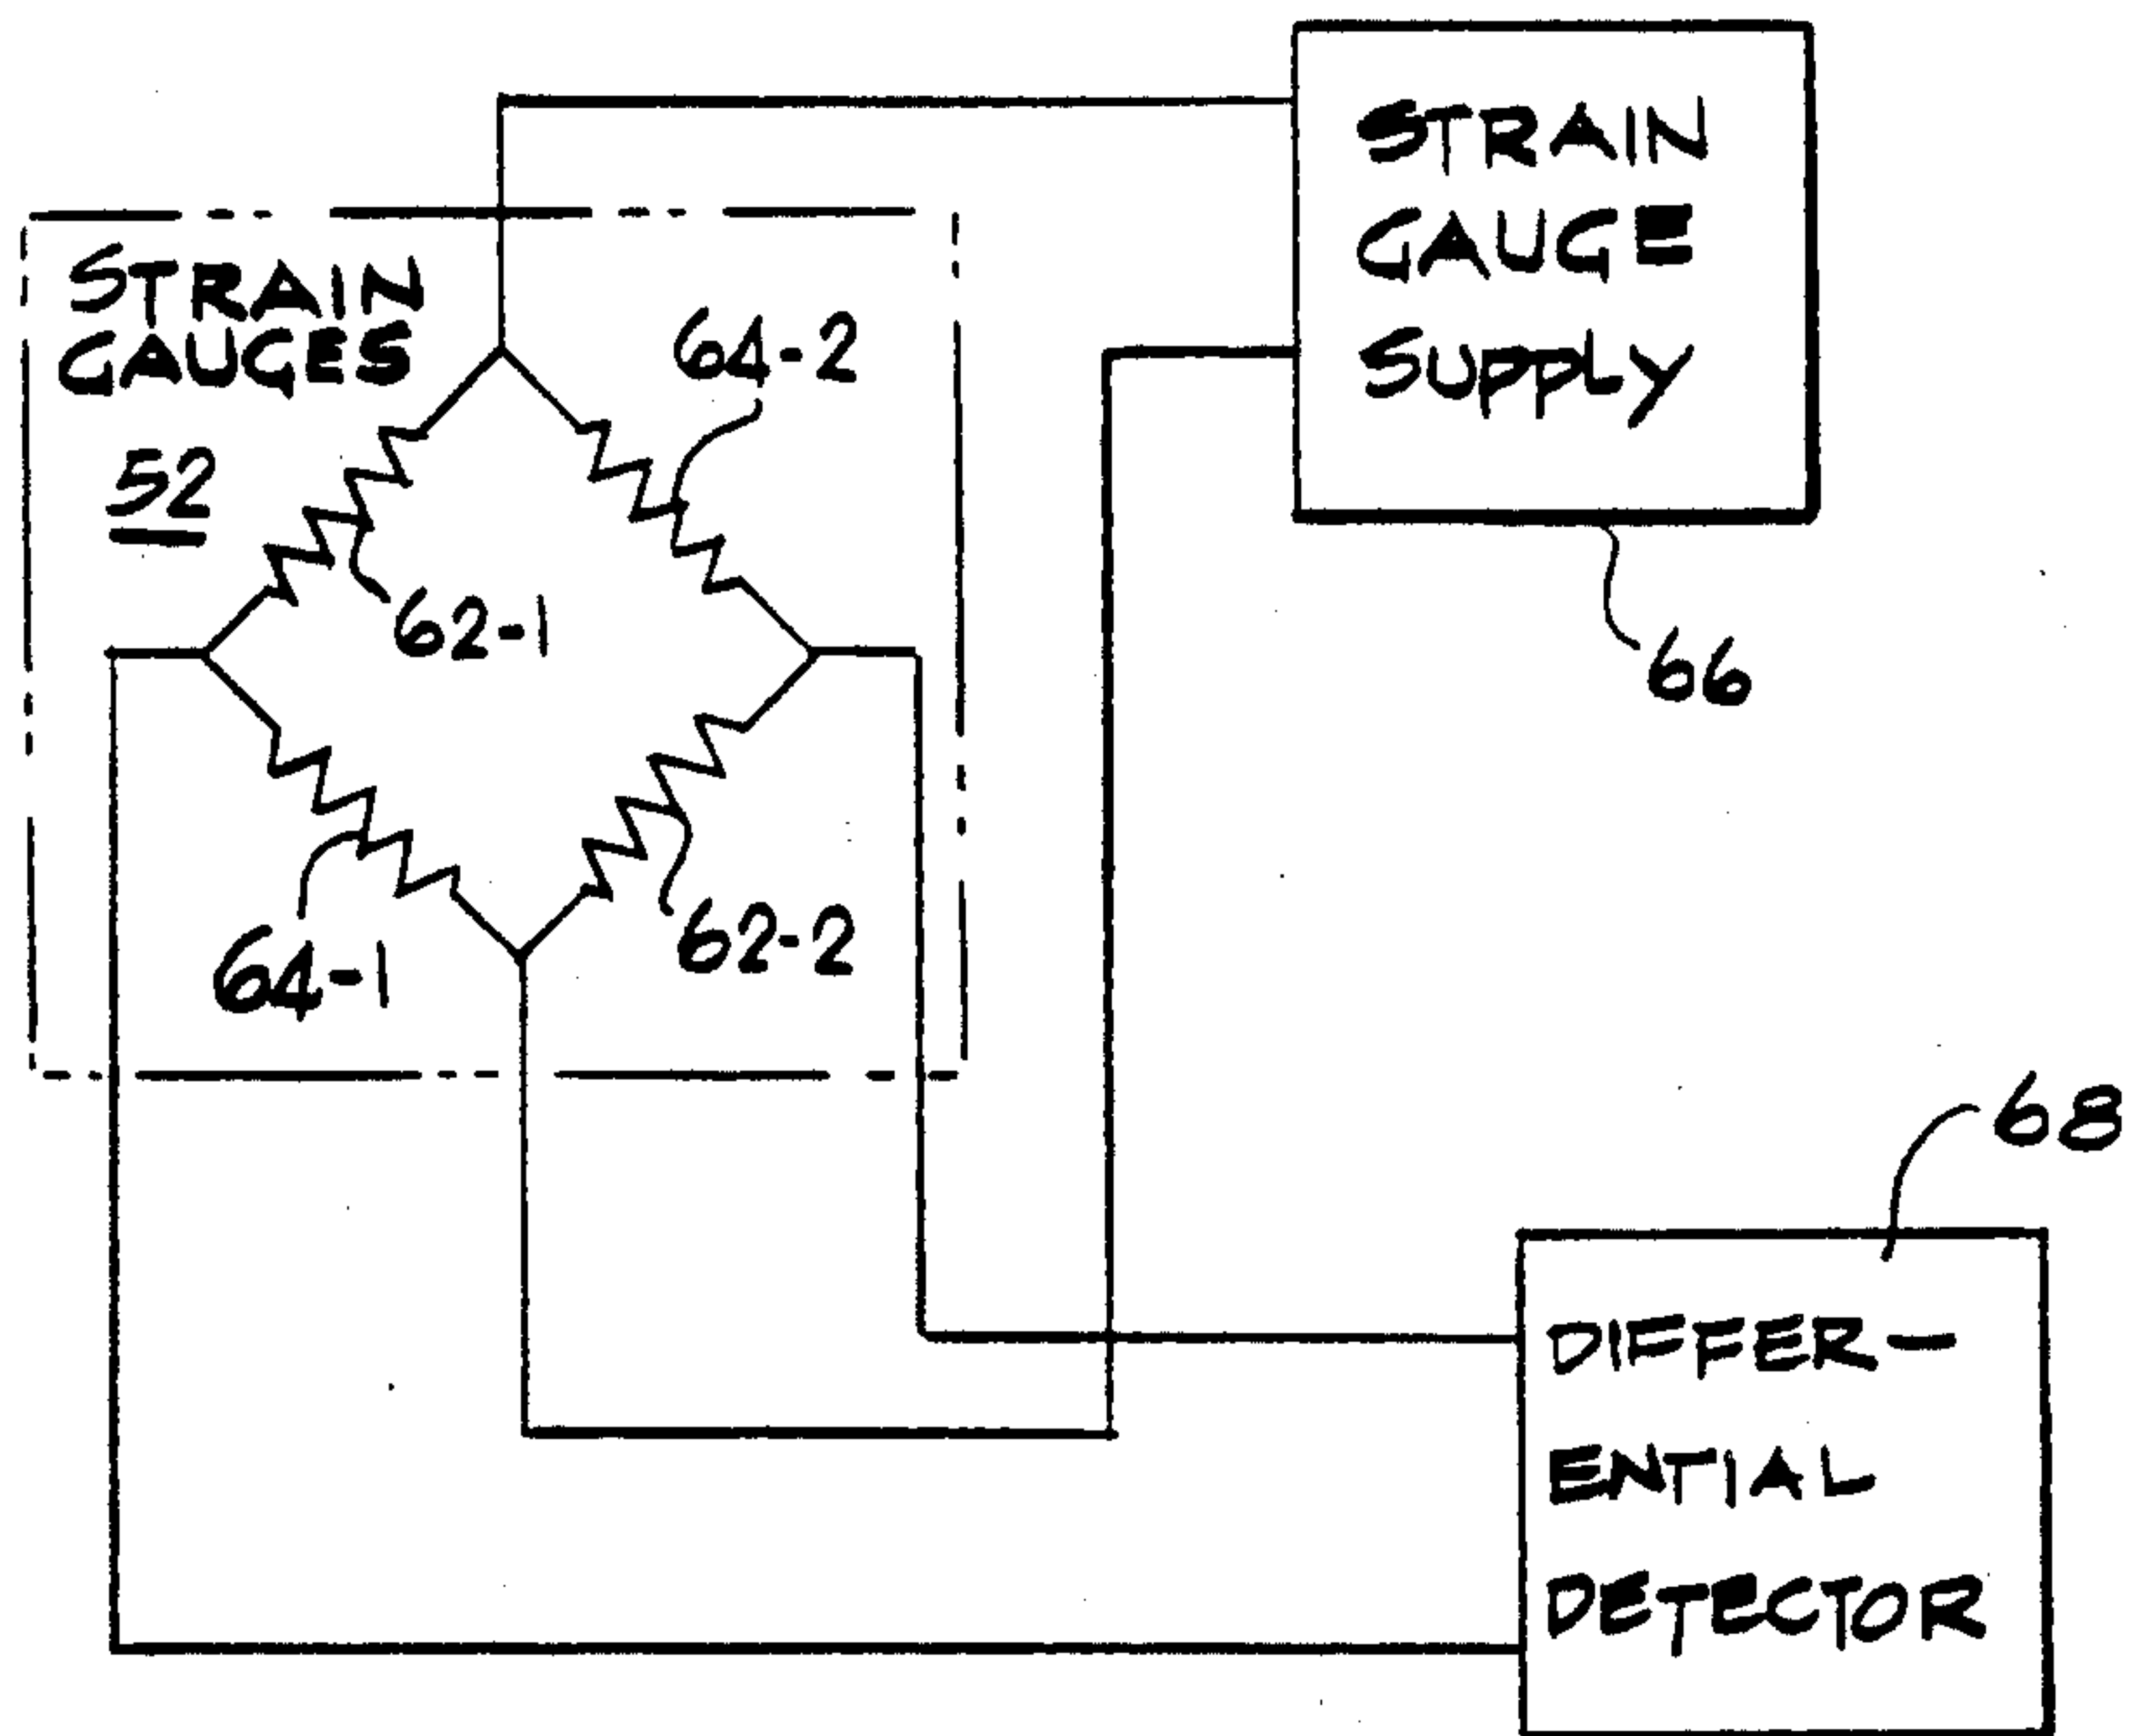 STRAIN
GAUGE
SUPPLY
66
STRAIN
GAUGES
52
64-2
62-1
64-1
62-2
68
DIFFER-
ENTIAL
DETECTOR